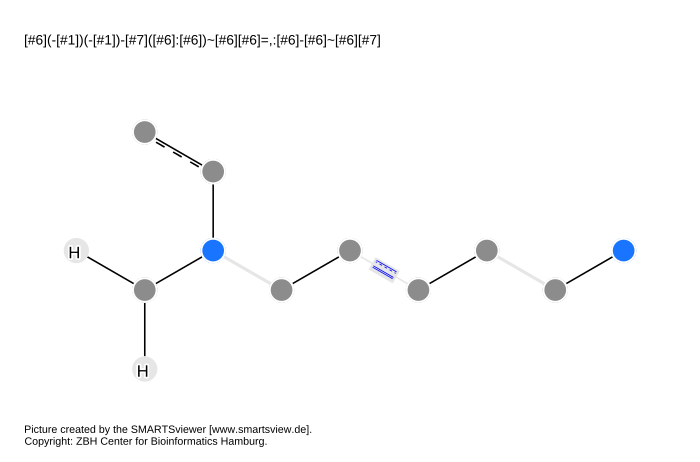 [#6](-[#1])(-[#1])-[#7]([#6]:[#6])~[#6][#6]=,:[#6]-[#6]~[#6][#7]
H
H
Picture created by the SMARTSviewer [www.smartsview.de].
Copyright: ZBH Center for Bioinformatics Hamburg.